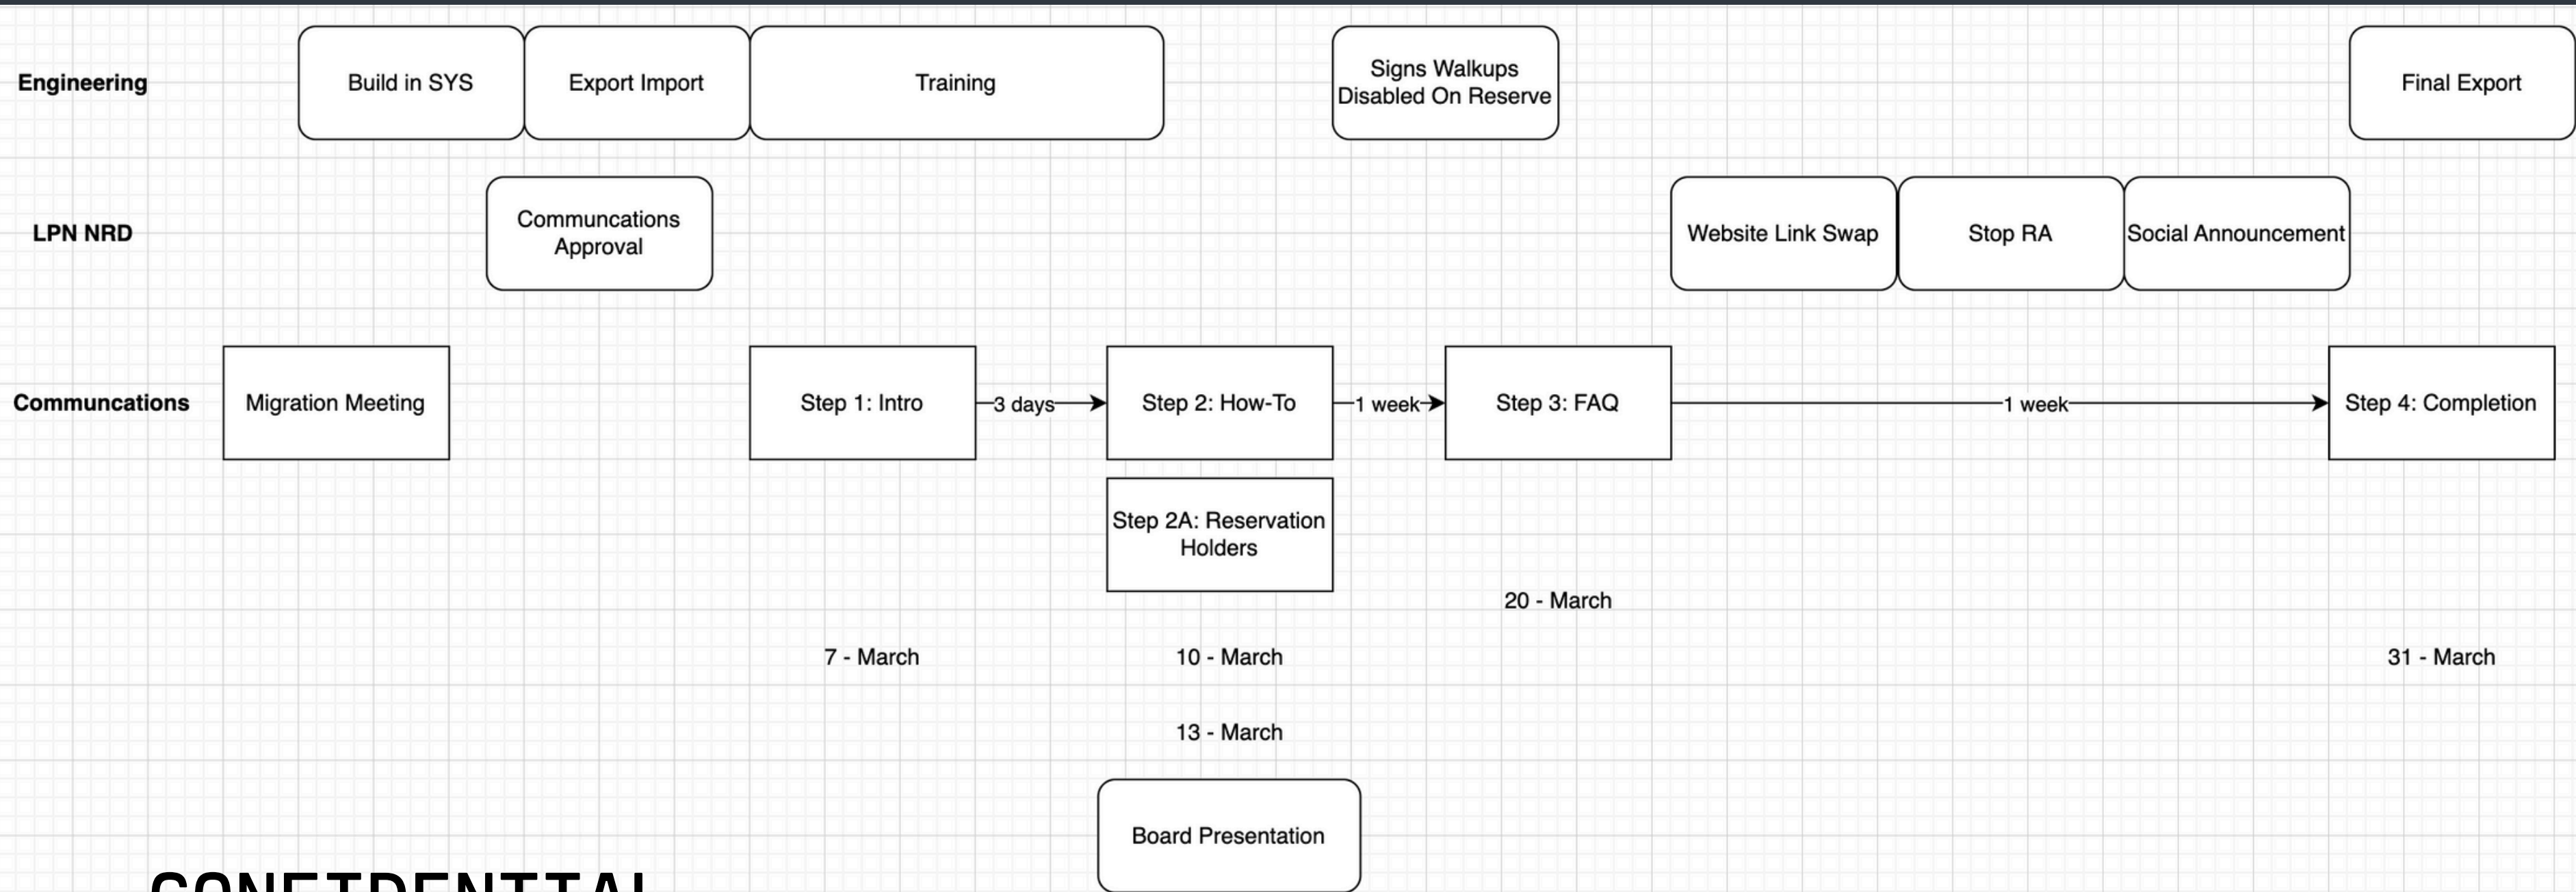 Engineering
Build in SYS
Export Import
Training
Signs Walkups
Disabled On Reserve
Final Export
LPN NRD
Communcations
Approval
Website Link Swap
Stop RA
Social Announcement
Communcations
Migration Meeting
Step 1: Intro
3 days
Step 2: How-To
1 week
Step 3: FAQ
1 week
Step 4: Completion
Step 2A: Reservation
Holders
20 - March
7 - March
10 - March
31 - March
13 - March
Board Presentation
CONFIDENTIAL